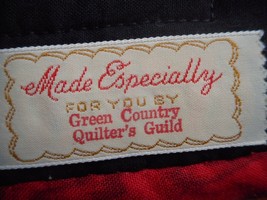 Made Especially
FOR YOU BY
Green Country
Quilter's Guild